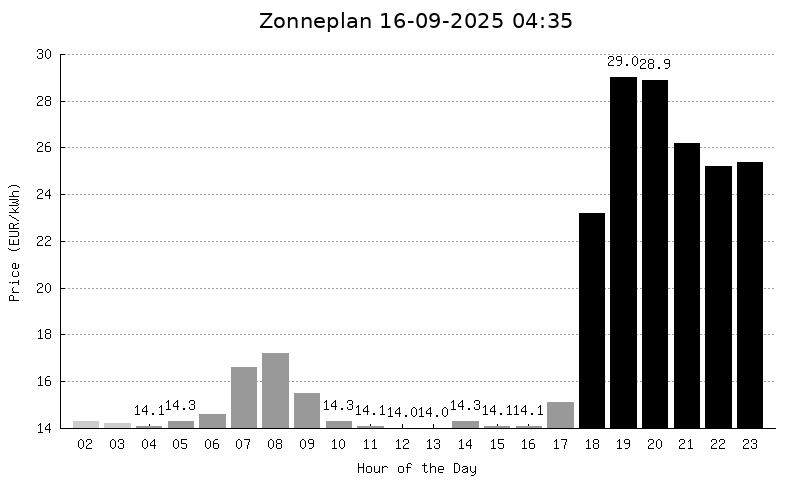 Zonneplan 16-09-2025 04:35
30
28
26
24
22
20
18
16
14
Price (EUR/kWh)
14.1 14.3 14.3 14.1 14.0 14.0 14.3 14.1 14.1 29.0 28.9
02 03 04 05 06 07 08 09 10 11 12 13 14 15 16 17 18 19 20 21 22 23
Hour of the Day